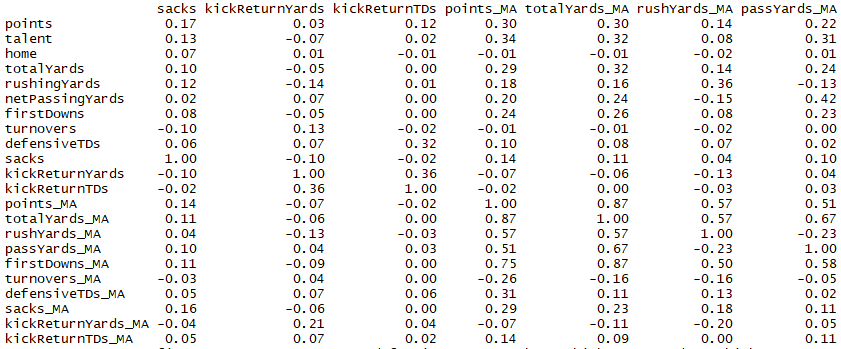 sacks kickReturnYards kickReturnTDs points_MA totalYards_MA rushYards_MA passYards_MA
points 0.17 0.03 0.12 0.30 0.30 0.14 0.22
talent 0.13 -0.07 0.02 0.34 0.32 0.08 0.31
home 0.07 0.01 -0.01 -0.01 -0.01 -0.02 0.01
totalYards 0.10 -0.05 0.00 0.29 0.32 0.14 0.24
rushingYards 0.12 -0.14 0.01 0.18 0.16 0.36 -0.13
netPassingYards 0.02 0.07 0.00 0.20 0.24 -0.15 0.42
firstDowns 0.08 -0.05 0.00 0.24 0.26 0.08 0.23
turnovers -0.10 0.13 -0.02 -0.01 -0.01 -0.02 0.00
defensiveTDs 0.06 0.07 0.32 0.10 0.08 0.07 0.02
sacks 1.00 -0.10 -0.02 0.14 0.11 0.04 0.10
kickReturnYards -0.10 1.00 0.36 -0.07 -0.06 -0.13 0.04
kickReturnTDs -0.02 0.36 1.00 -0.02 0.00 -0.03 0.03
points_MA 0.14 -0.07 -0.02 1.00 0.87 0.57 0.51
totalYards_MA 0.11 -0.06 0.00 0.87 1.00 0.57 0.67
rushYards_MA 0.04 -0.13 -0.03 0.57 0.57 1.00 -0.23
passYards_MA 0.10 0.04 0.03 0.51 0.67 -0.23 1.00
firstDowns_MA 0.11 -0.09 0.00 0.75 0.87 0.50 0.58
turnovers_MA -0.03 0.04 0.00 -0.26 -0.16 -0.16 -0.05
defensiveTDs_MA 0.05 0.07 0.06 0.31 0.11 0.13 0.02
sacks_MA 0.16 -0.06 0.00 0.29 0.23 0.18 0.11
kickReturnYards_MA -0.04 0.21 0.04 -0.07 -0.11 -0.20 0.05
kickReturnTDs_MA 0.05 0.07 0.02 0.14 0.09 0.00 0.11